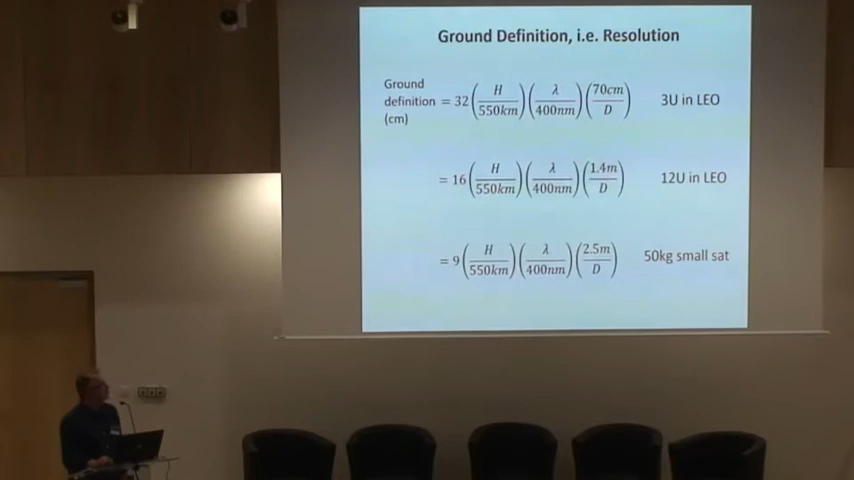 Ground Definition, i.e. Resolution
Ground definition (cm) = 32 (H/550km) (λ/400nm) (70cm/D) 3U in LEO
= 16 (H/550km) (λ/400nm) (1.4m/D) 12U in LEO
= 9 (H/550km) (λ/400nm) (2.5m/D) 50kg small sat